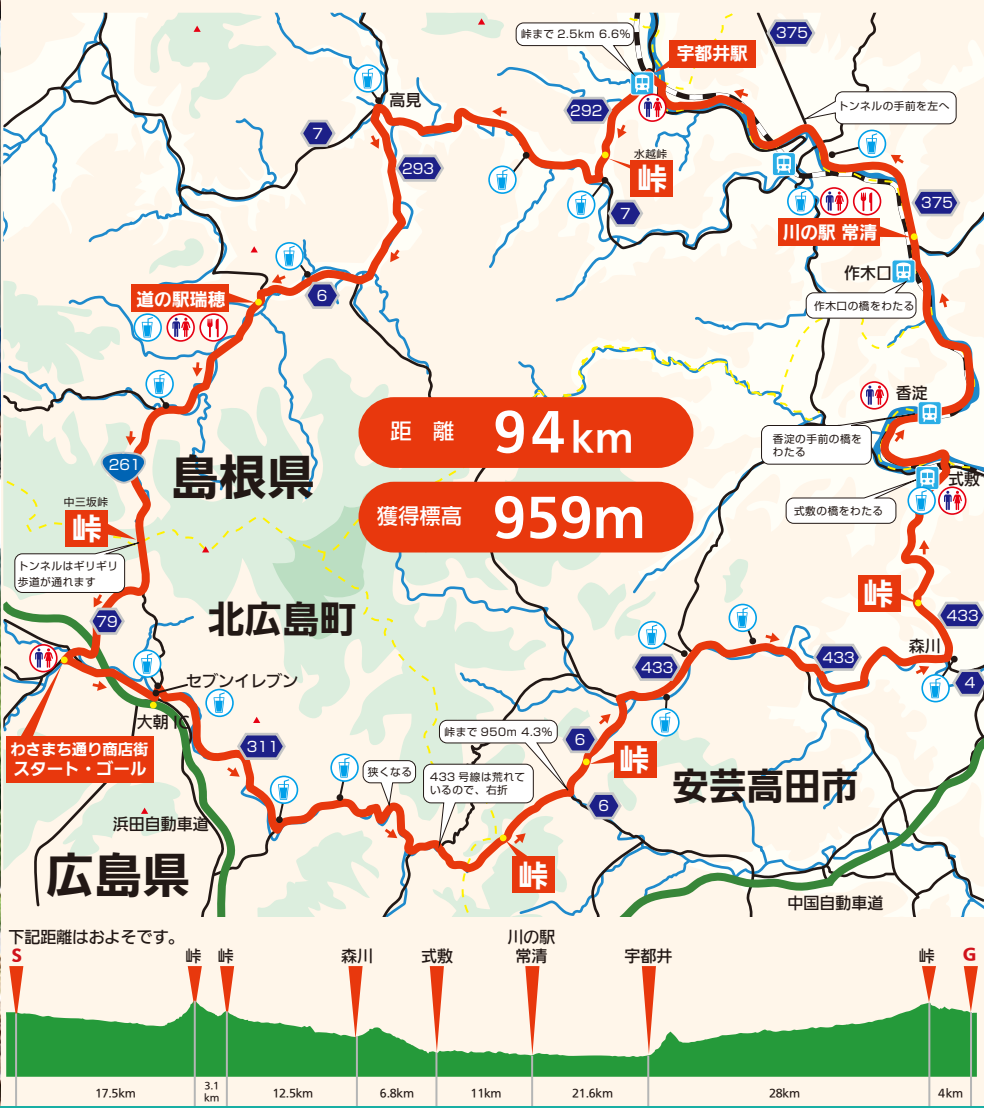 375
峠まで 2.5km 6.6%
宇都井駅
高見
292
トンネルの手前を左へ
7
293
水越峠
峠
7
375
川の駅 常清
作木口
作木口の橋をわたる
6
道の駅瑞穂
香淀
距 離 94km
香淀の手前の橋を
わたる
261
島根県
獲得標高 959m
式敷
式敷の橋をわたる
中三坂峠
峠
トンネルはギリギリ
歩道が通れます
79
北広島町
峠
433
森川
433
433
4
セブンイレブン
大朝 IC
わさまち通り商店街
スタート・ゴール
311
峠まで 950m 4.3%
6
峠
狭くなる
433 号線は荒れて
いるので、右折
6
安芸高田市
浜田自動車道
広島県
峠
中国自動車道
下記距離はおよそです。
S
峠
峠
森川
式敷
川の駅
常清
宇都井
峠
G
17.5km
3.1
km
12.5km
6.8km
11km
21.6km
28km
4km